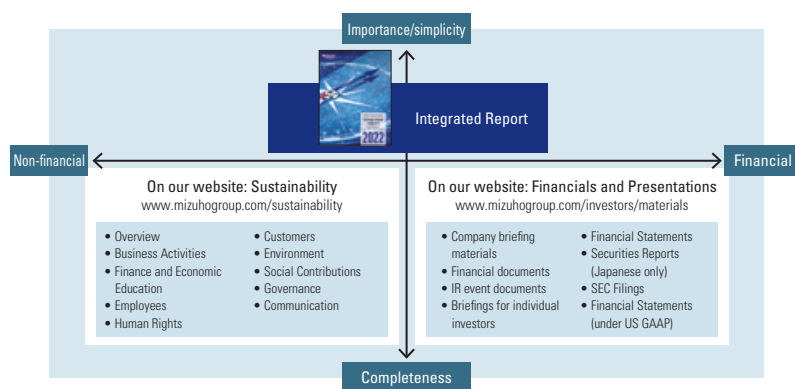 Importance/simplicity
2022
Integrated Report
Non-financial
Financial
On our website: Sustainability
www.mizuhogroup.com/sustainability
• Overview
• Business Activities
• Finance and Economic
Education
• Employees
• Human Rights
• Customers
• Environment
• Social Contributions
• Governance
• Communication
On our website: Financials and Presentations
www.mizuhogroup.com/investors/materials
• Company briefing
materials
• Financial documents
• IR event documents
• Briefings for individual
investors
• Financial Statements
• Securities Reports
(Japanese only)
• SEC Filings
• Financial Statements
(under US GAAP)
Completeness